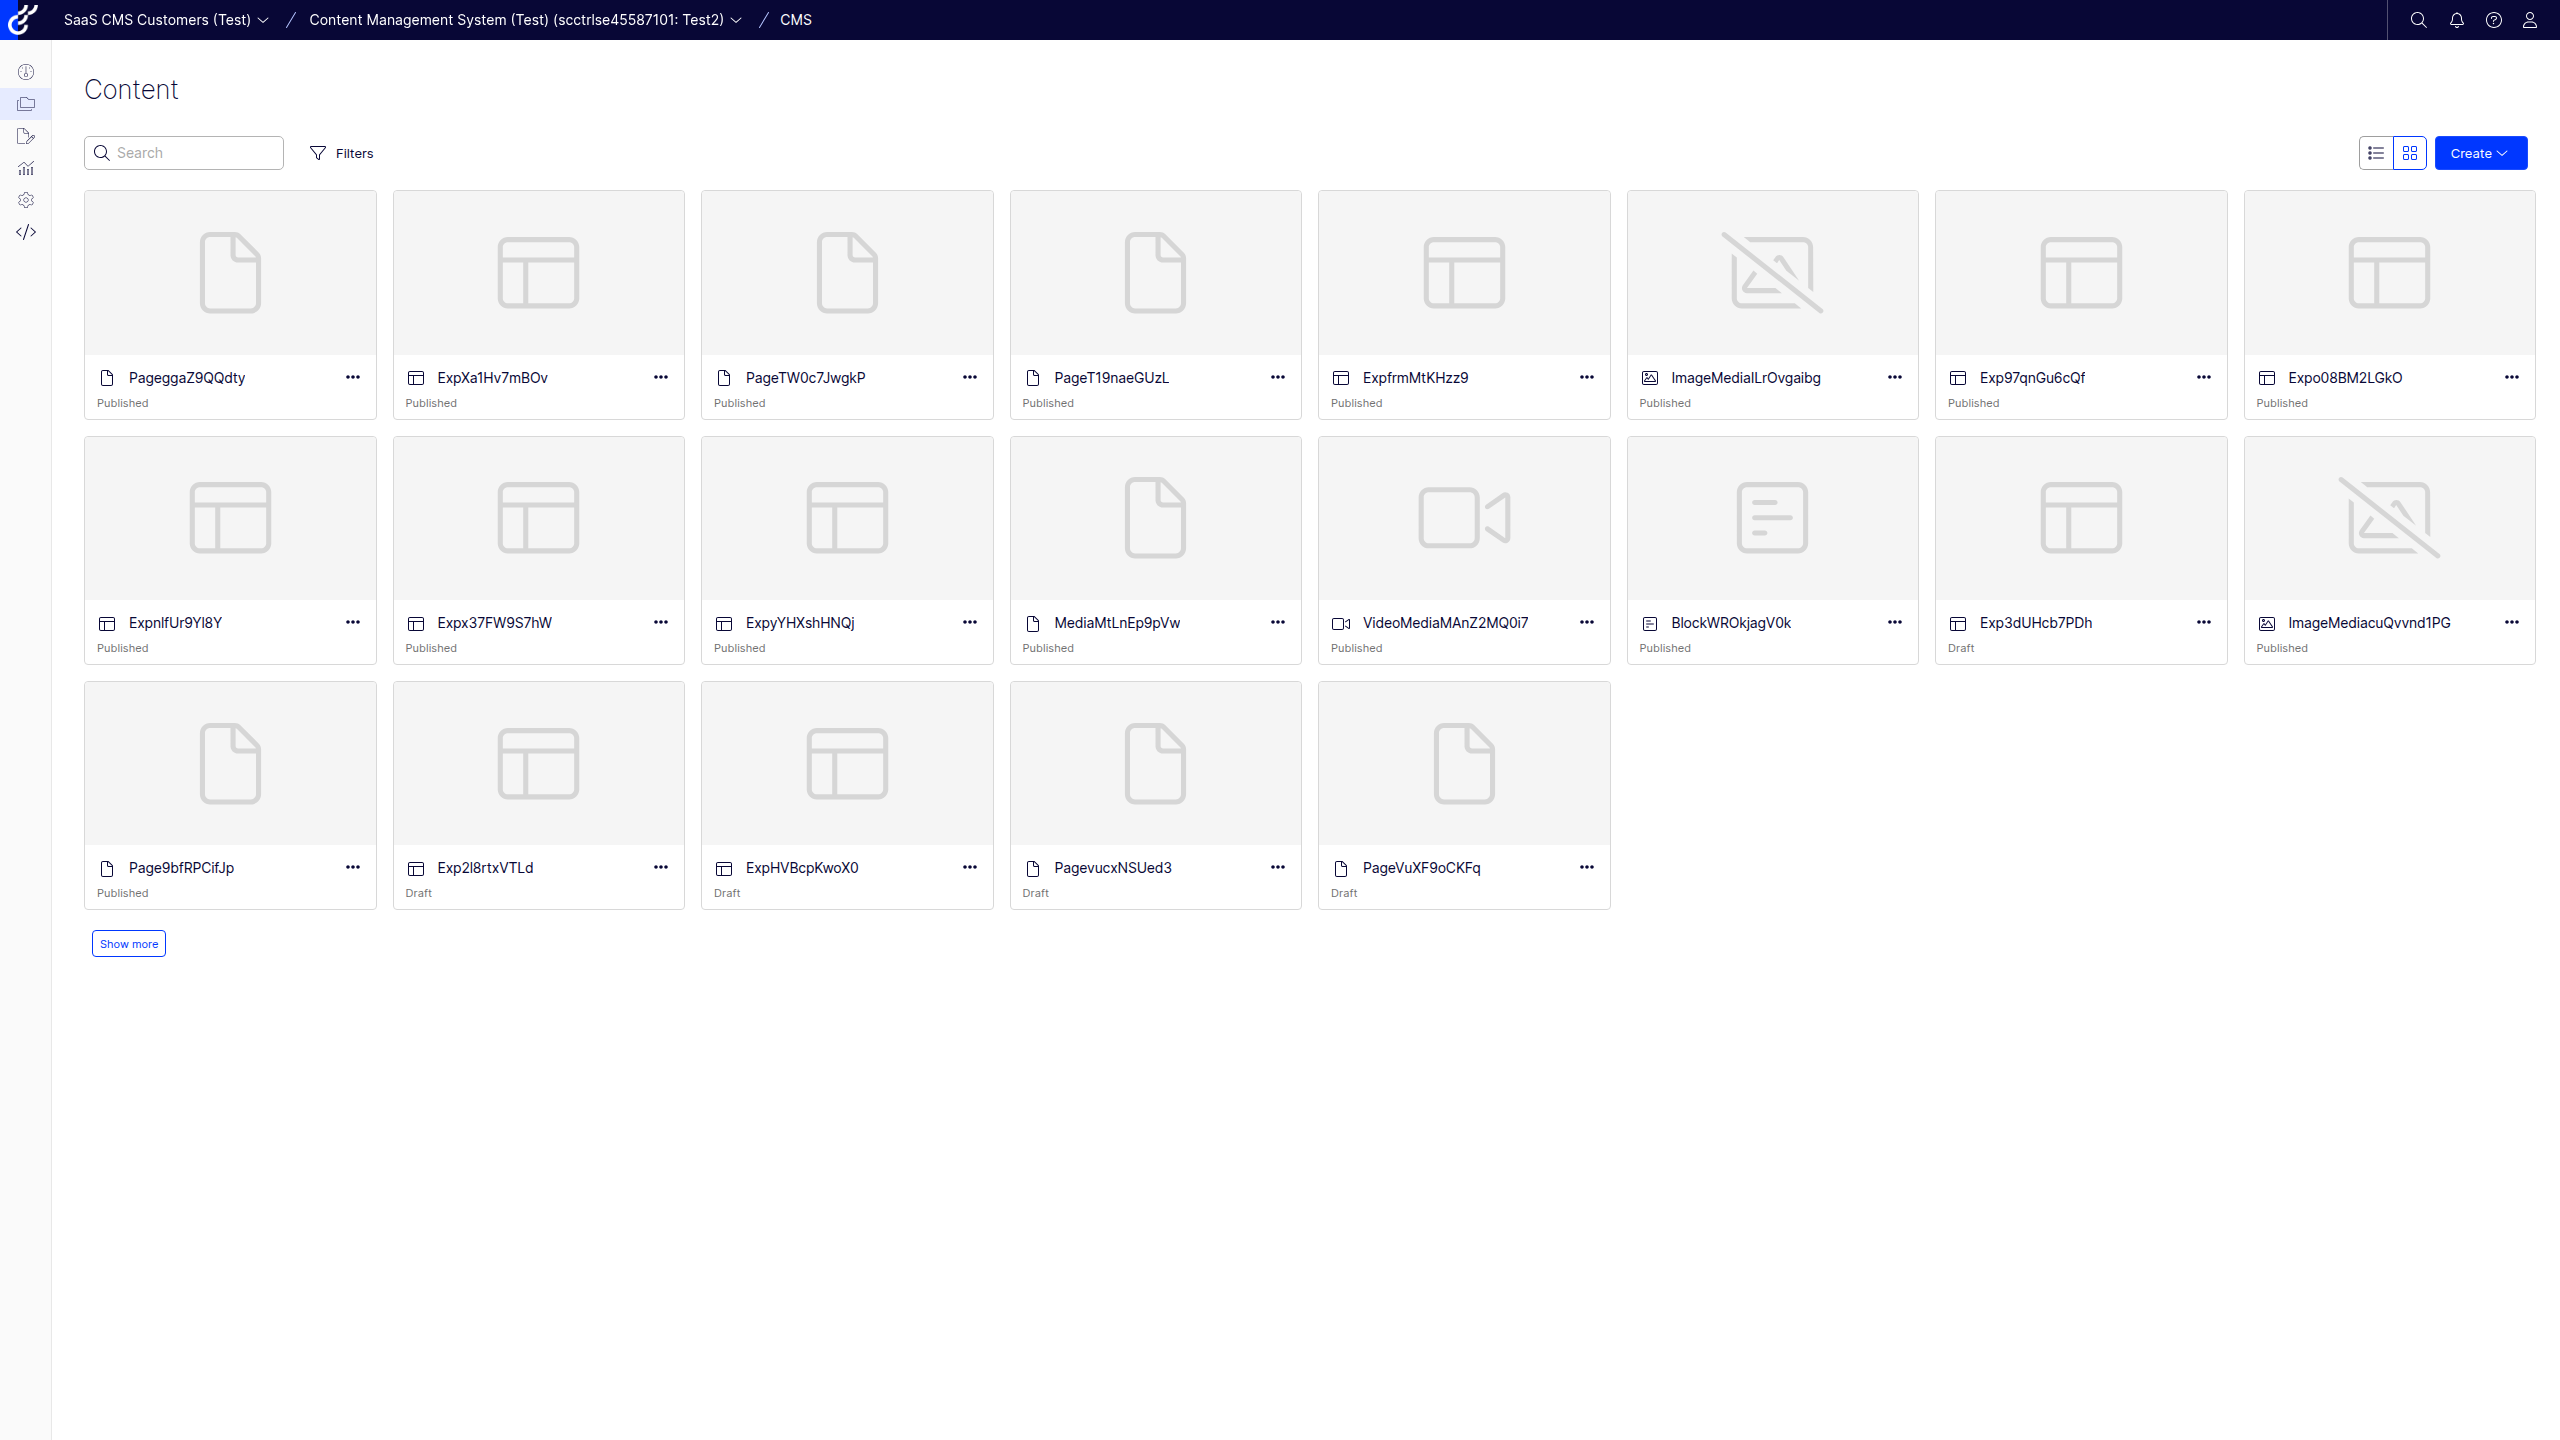 SaaS CMS Customers (Test) / Content Management System (Test) (scctrlse45587101: Test2) / CMS
Content
Search Filters Create
PageggaZ9QQdty ExpXa1Hv7mBOv PageTW0c7JwgkP PageT19naeGUzL ExpfrmMtKHzz9 ImageMediaILrOvgaibg Exp97qnGu6cQf Expo08BM2LGkO
Published Published Published Published Published Published Published Published
ExpnlfUr9Yl8Y Expx37FW9S7hW ExpyYHXshHNQj MediaMtLnEp9pVw VideoMediaMAnZ2MQ0i7 BlockWROkjagV0k Exp3dUHcb7PDh ImageMediacuQvvnd1PG
Published Published Published Published Published Published Draft Published
Page9bfRPCifJp Exp2l8rtxVTLd ExpHVBcpKwoX0 PagevucxNSUed3 PageVuXF9oCKFq
Published Draft Draft Draft Draft
Show more